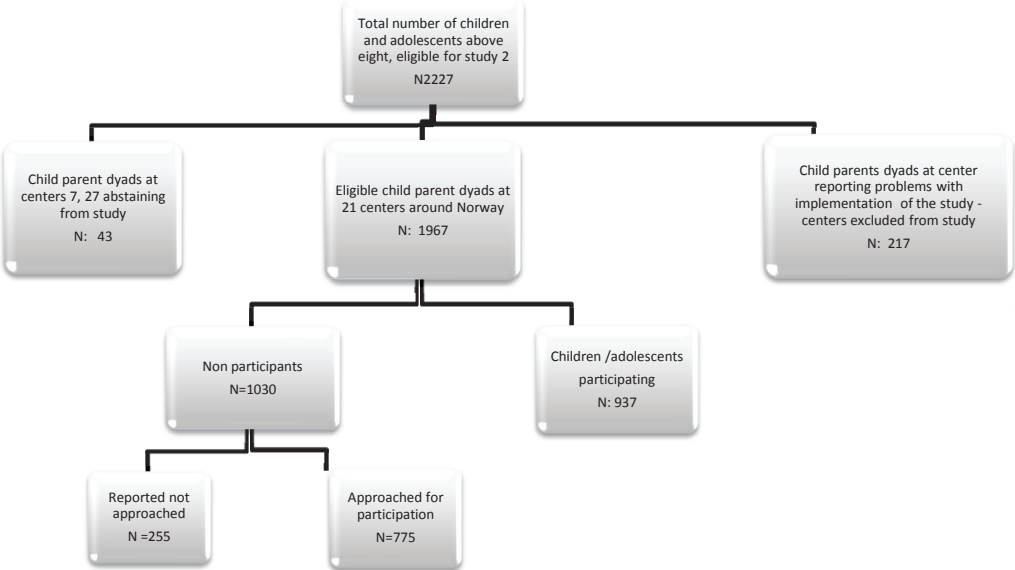 Total number of children
and adolescents above
eight, eligible for study 2
N2227
Child parent dyads at
centers 7, 27 abstaining
from study
N: 43
Eligible child parent dyads at
21 centers around Norway
N: 1967
Child parents dyads at center
reporting problems with
implementation of the study -
centers excluded from study
N: 217
Non participants
N=1030
Children /adolescents
participating
N: 937
Reported not
approached
N =255
Approached for
participation
N=775